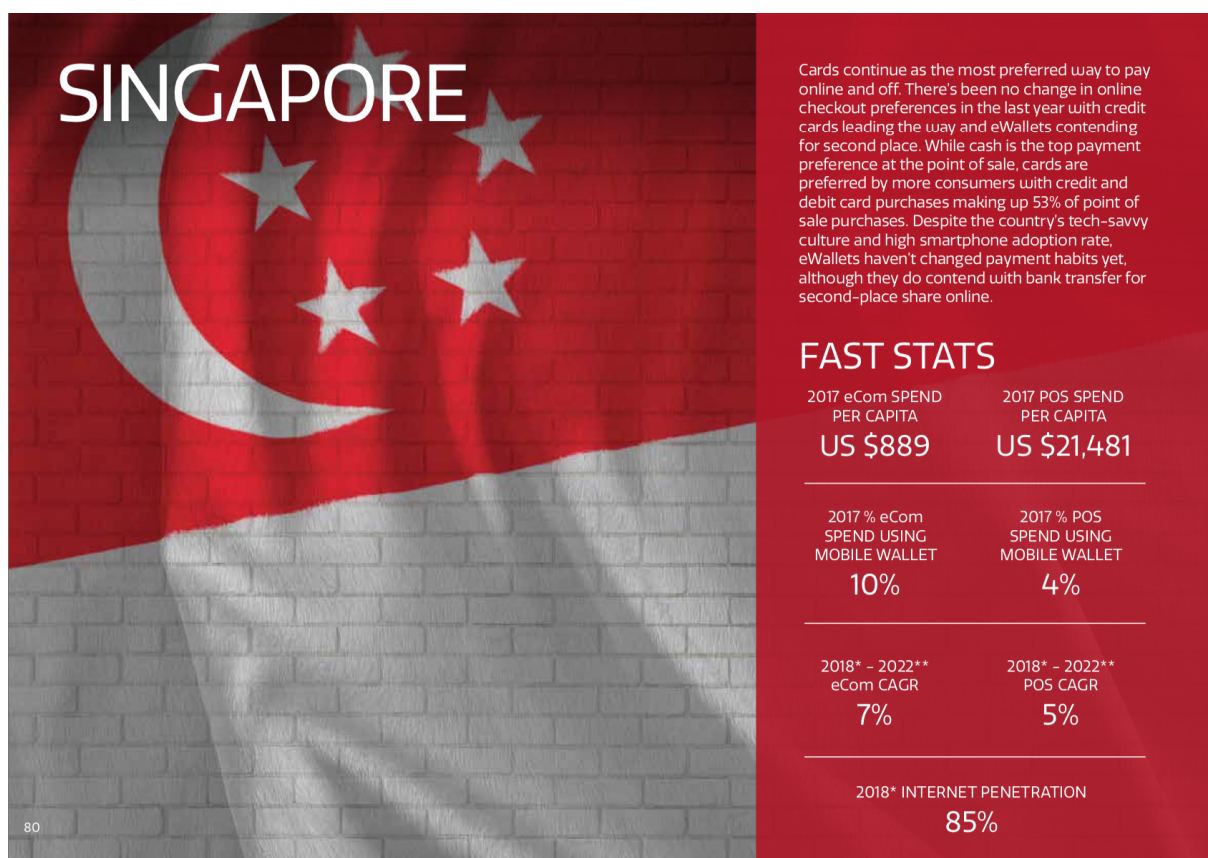 SINGAPORE
Cards continue as the most preferred way to pay
online and off. There's been no change in online
checkout preferences in the last year with credit
cards leading the way and eWallets contending
for second place. While cash is the top payment
preference at the point of sale, cards are
preferred by more consumers with credit and
debit card purchases making up 53% of point of
sale purchases. Despite the country's tech-savvy
culture and high smartphone adoption rate,
eWallets haven't changed payment habits yet,
although they do contend with bank transfer for
second-place share online.
FAST STATS
2017 eCom SPEND
PER CAPITA
US $889
2017 POS SPEND
PER CAPITA
US $21,481
2017 % eCom
SPEND USING
MOBILE WALLET
10%
2017 % POS
SPEND USING
MOBILE WALLET
4%
2018* - 2022**
eCom CAGR
7%
2018* - 2022**
POS CAGR
5%
2018* INTERNET PENETRATION
85%
80